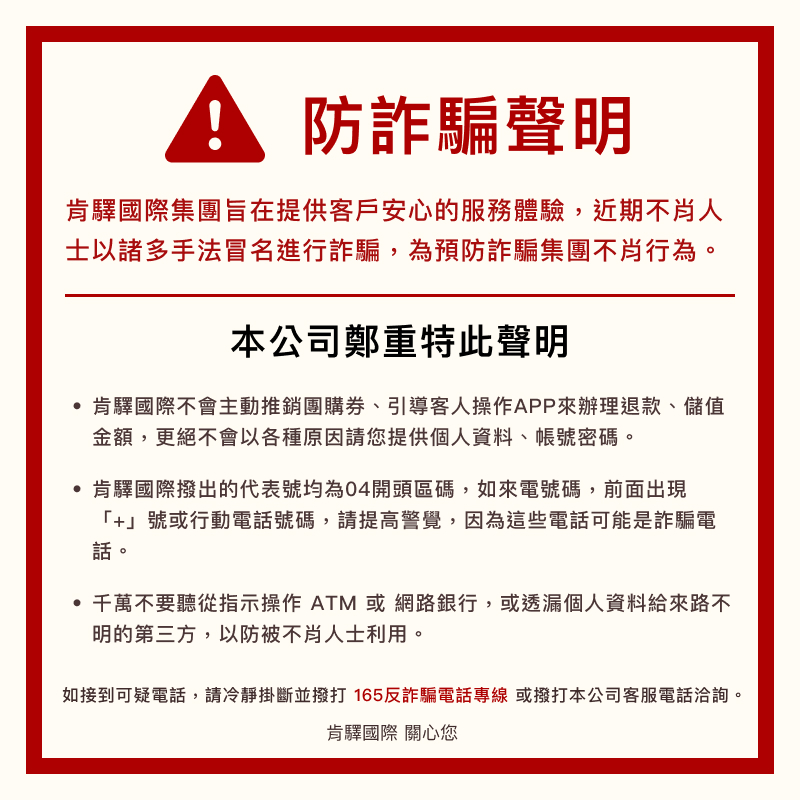 防詐騙聲明
肯驛國際集團旨在提供客戶安心的服務體驗，近期不肖人
士以諸多手法冒名進行詐騙，為預防詐騙集團不肖行為。
本公司鄭重特此聲明
• 肯驛國際不會主動推銷團購券、引導客人操作APP來辦理退款、儲值
金額，更絕不會以各種原因請您提供個人資料、帳號密碼。
• 肯驛國際撥出的代表號均為04開頭區碼，如來電號碼，前面出現
「+」號或行動電話號碼，請提高警覺，因為這些電話可能是詐騙電
話。
• 千萬不要聽從指示操作 ATM 或 網路銀行，或透漏個人資料給來路不
明的第三方，以防被不肖人士利用。
如接到可疑電話，請冷靜掛斷並撥打 165反詐騙電話專線 或撥打本公司客服電話洽詢。
肯驛國際 關心您